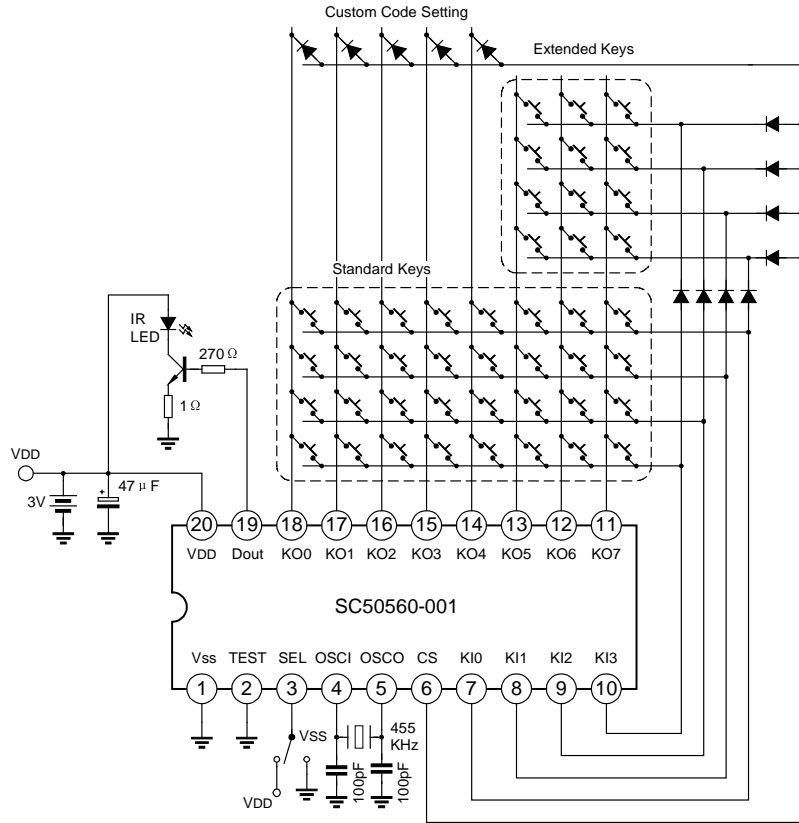 Custom Code Setting
Extended Keys
Standard Keys
IR
LED
270 Ω
1 Ω
VDD
3V
+
47 μ F
20 19 18 17 16 15 14 13 12 11
VDD Dout KO0 KO1 KO2 KO3 KO4 KO5 KO6 KO7
SC50560-001
Vss TEST SEL OSCI OSCO CS KI0 KI1 KI2 KI3
1 2 3 4 5 6 7 8 9 10
VSS
455
KHz
VDD
100pF
100pF